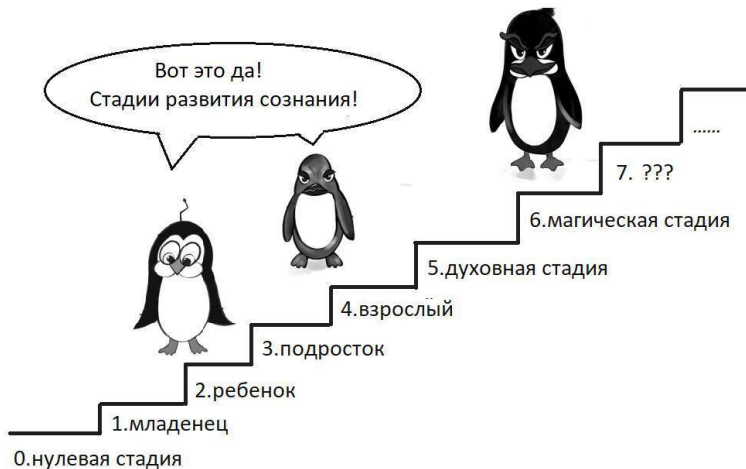 Вот это да!
Стадии развития сознания!
......
7. ???
6.магическая стадия
5.духовная стадия
4.взрослый
3.подросток
2.ребенок
1.младенец
0.нулевая стадия